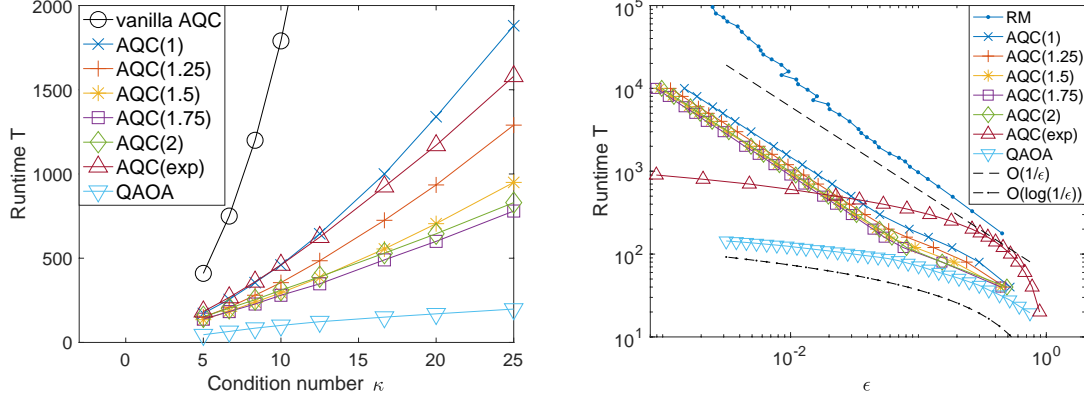 2000
1500
1000
500
0
Runtime T
0
5
10
15
20
25
Condition number κ
vanilla AQC
AQC(1)
AQC(1.25)
AQC(1.5)
AQC(1.75)
AQC(2)
AQC(exp)
QAOA
10^5
10^4
10^3
10^2
10^1
Runtime T
10^-2
10^0
ϵ
RM
AQC(1)
AQC(1.25)
AQC(1.5)
AQC(1.75)
AQC(2)
AQC(exp)
QAOA
O(1/ϵ)
O(log(1/ϵ))